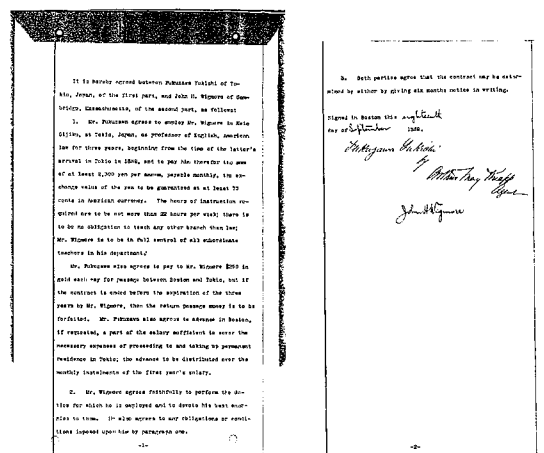 It is hereby agreed between Fukuzawa Yukichi of To-
kio, Japan, of the first part, and John H. Wigmore of Cam-
bridge, Massachusetts, of the second part, as follows:
1. Mr. Fukuzawa agrees to employ Mr. Wigmore in Keio
Gijiku, at Tokio, Japan, as professor of English, American
law for three years, beginning from the time of the latter's
arrival in Tokio in 1889, and to pay him therefor the sum
of at least 2,300 yen per annum, payable monthly, the ex-
change value of the yen to be guaranteed as at least 75
cents in American currency. The hours of instruction re-
quired are to be not more than 22 hours per week; there is
to be no obligation to teach any other branch than law;
Mr. Wigmore is to be in full control of all subordinate
teachers in his department.
Mr. Fukuzawa also agrees to pay to Mr. Wigmore $250 in
gold each way for passage between Boston and Tokio, but if
the contract is ended before the expiration of the three
years by Mr. Wigmore, then the return passage money is to be
forfeited. Mr. Fukuzawa also agrees to advance in Boston,
if requested, a part of the salary sufficient to cover the
necessary expenses of proceeding to and taking up permanent
residence in Tokio; the advance to be distributed over the
monthly instalments of the first year's salary.
2. Mr. Wigmore agrees faithfully to perform the du-
ties for which he is employed and to devote his best ener-
gies to them. He also agrees to any obligations or condi-
tions imposed upon him by paragraph one.
-1-
3. Both parties agree that the contract may be deter-
mined by either by giving six months notice in writing.
Signed in Boston this eighteenth
day of September 1889.
Fukuzawa Yukichi
by
Arthur May Knapp
Agent
John H. Wigmore
-2-